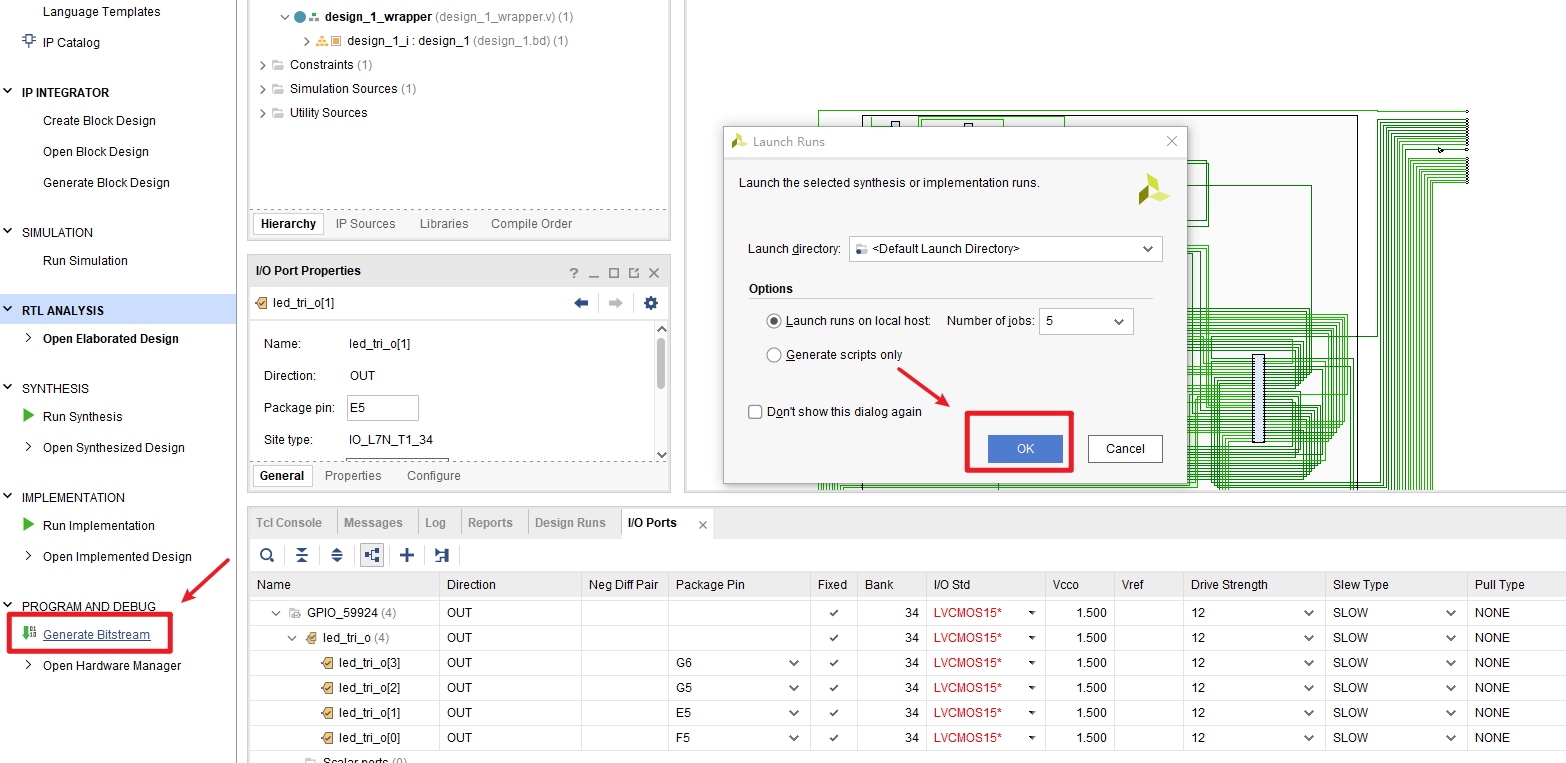 Language Templates
IP Catalog
IP INTEGRATOR
Create Block Design
Open Block Design
Generate Block Design
SIMULATION
Run Simulation
RTL ANALYSIS
Open Elaborated Design
SYNTHESIS
Run Synthesis
Open Synthesized Design
IMPLEMENTATION
Run Implementation
Open Implemented Design
PROGRAM AND DEBUG
Generate Bitstream
Open Hardware Manager
design_1_wrapper (design_1_wrapper.v) (1)
design_1_i : design_1 (design_1.bd) (1)
Constraints (1)
Simulation Sources (1)
Utility Sources
Hierarchy IP Sources Libraries Compile Order
I/O Port Properties ?
led_tri_o[1]
Name: led_tri_o[1]
Direction: OUT
Package pin: E5
Site type: IO_L7N_T1_34
General Properties Configure
Launch Runs
Launch the selected synthesis or implementation runs.
Launch directory: <Default Launch Directory>
Options
Launch runs on local host: Number of jobs: 5
Generate scripts only
Don't show this dialog again
OK Cancel
Tcl Console Messages Log Reports Design Runs I/O Ports
Name Direction Neg Diff Pair Package Pin Fixed Bank I/O Std Vcco Vref Drive Strength Slew Type Pull Type
GPIO_59924 (4) OUT 34 LVCMOS15* 1.500 12 SLOW NONE
led_tri_o (4) OUT 34 LVCMOS15* 1.500 12 SLOW NONE
led_tri_o[3] OUT G6 34 LVCMOS15* 1.500 12 SLOW NONE
led_tri_o[2] OUT G5 34 LVCMOS15* 1.500 12 SLOW NONE
led_tri_o[1] OUT E5 34 LVCMOS15* 1.500 12 SLOW NONE
led_tri_o[0] OUT F5 34 LVCMOS15* 1.500 12 SLOW NONE
Scalar ports (0)